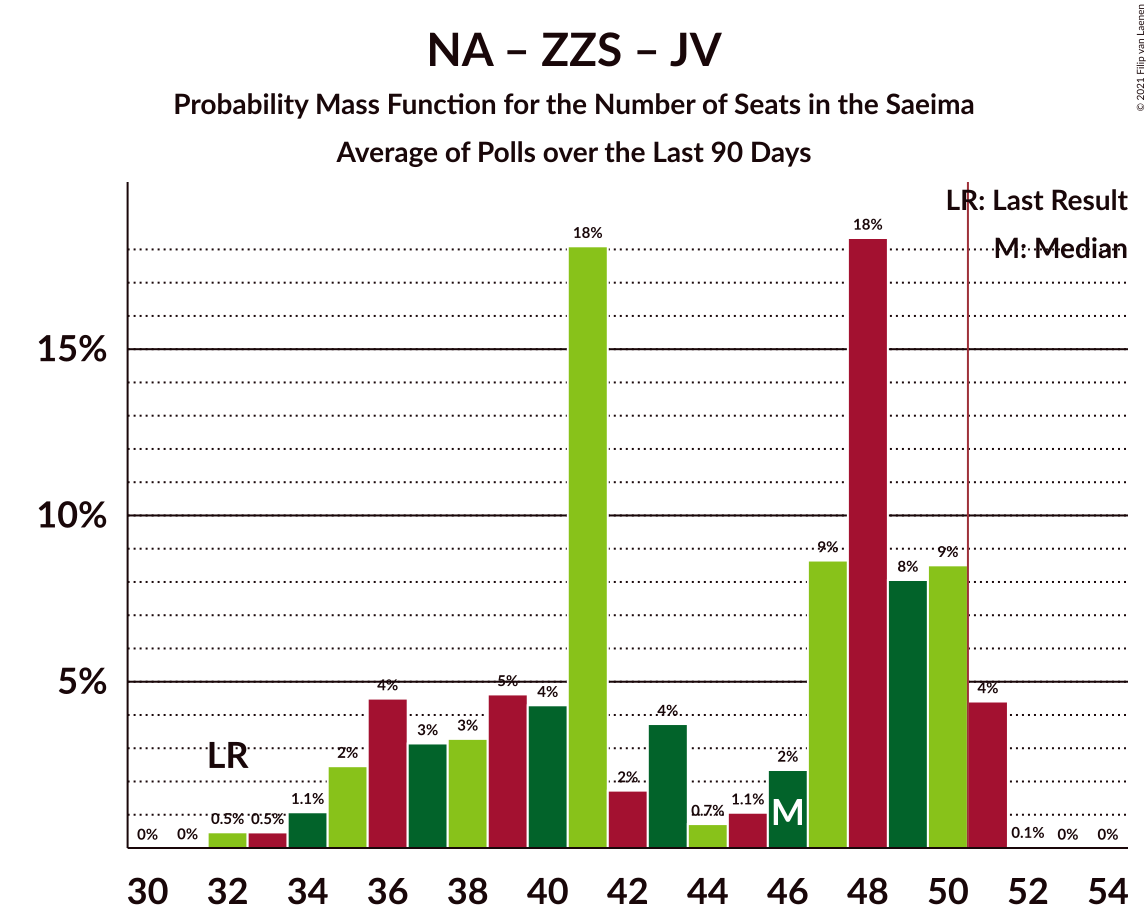 NA – ZZS – JV
Probability Mass Function for the Number of Seats in the Saeima
Average of Polls over the Last 90 Days
© 2021 Filip van Laenen
LR: Last Result
M: Median
18% 18%
15%
10%
9% 9% 8%
5%
4% 5% 4% 4% 4%
3% 3%
LR 2% 2% 2%
0% 0% 0.5% 0.5% 1.1% 0.7% 1.1% M 0.1% 0% 0%
30 32 34 36 38 40 42 44 46 48 50 52 54